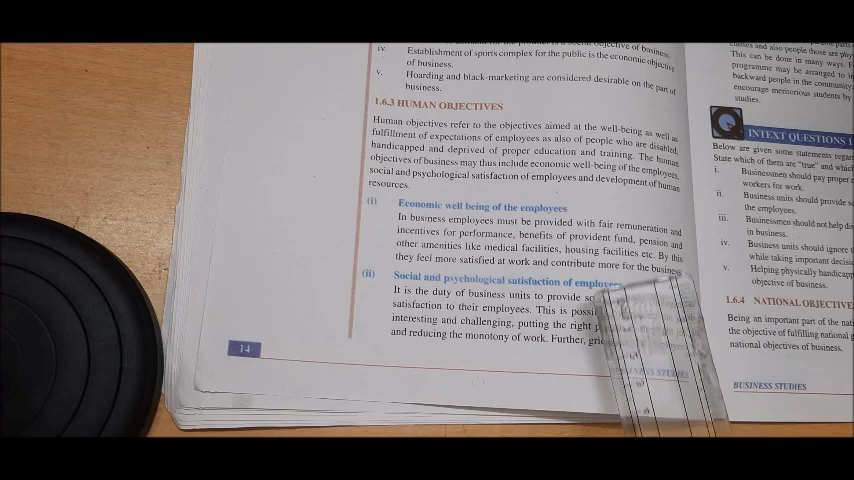 objective of business.
iv. Establishment of sports complex for the public is the economic objective
of business.
v. Hoarding and black-marketing are considered desirable on the part of
business.
1.6.3 HUMAN OBJECTIVES
Human objectives refer to the objectives aimed at the well-being as well as
fulfillment of expectations of employees as also of people who are disabled,
handicapped and deprived of proper education and training. The human
objectives of business may thus include economic well-being of the employees,
social and psychological satisfaction of employees and development of human
resources.
(i) Economic well being of the employees
In business employees must be provided with fair remuneration and
incentives for performance, benefits of provident fund, pension and
other amenities like medical facilities, housing facilities etc. By this
they feel more satisfied at work and contribute more for the business
(ii) Social and psychological satisfaction of employees
It is the duty of business units to provide
satisfaction to their employees. This is
interesting and challenging, putting the right
and reducing the monotony of work. Further,
14
BUSINESS STUDIES
classes and also people those are
This can be done in many ways.
programme may be arranged to
backward people in the community.
encourage meritorious students by
studies.
INTEXT QUESTIONS
Below are given some statements
State which of them are "true" and
i. Businessmen should pay proper
workers for work.
ii. Business units should provide
the employees.
iii. Businessmen should not help
in business.
iv. Business units should ignore
while taking important
v. Helping physically
objective of business.
1.6.4 NATIONAL
Being an important part of the
the objective of fulfilling national
national objectives of business.
BUSINESS STUDIES